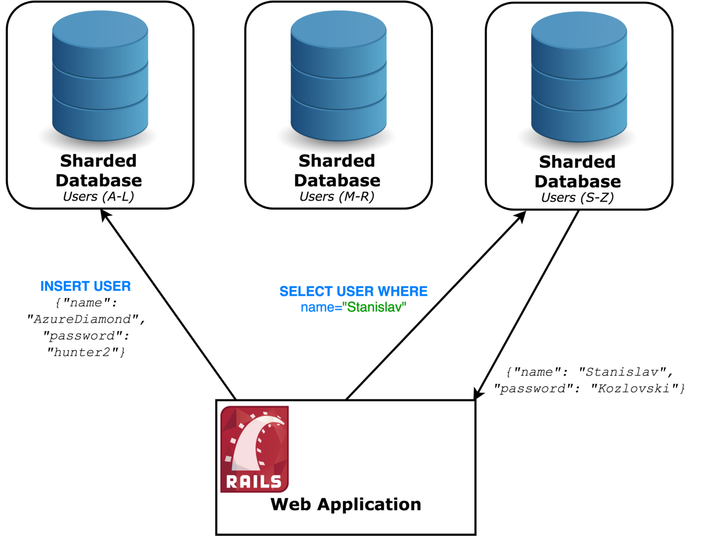 Sharded
Database
Users (A-L)
Sharded
Database
Users (M-R)
Sharded
Database
Users (S-Z)
INSERT USER
{"name":
"AzureDiamond",
"password":
"hunter2"}
SELECT USER WHERE
name="Stanislav"
{"name": "Stanislav",
"password": "Kozlovski"}
RAILS
Web Application